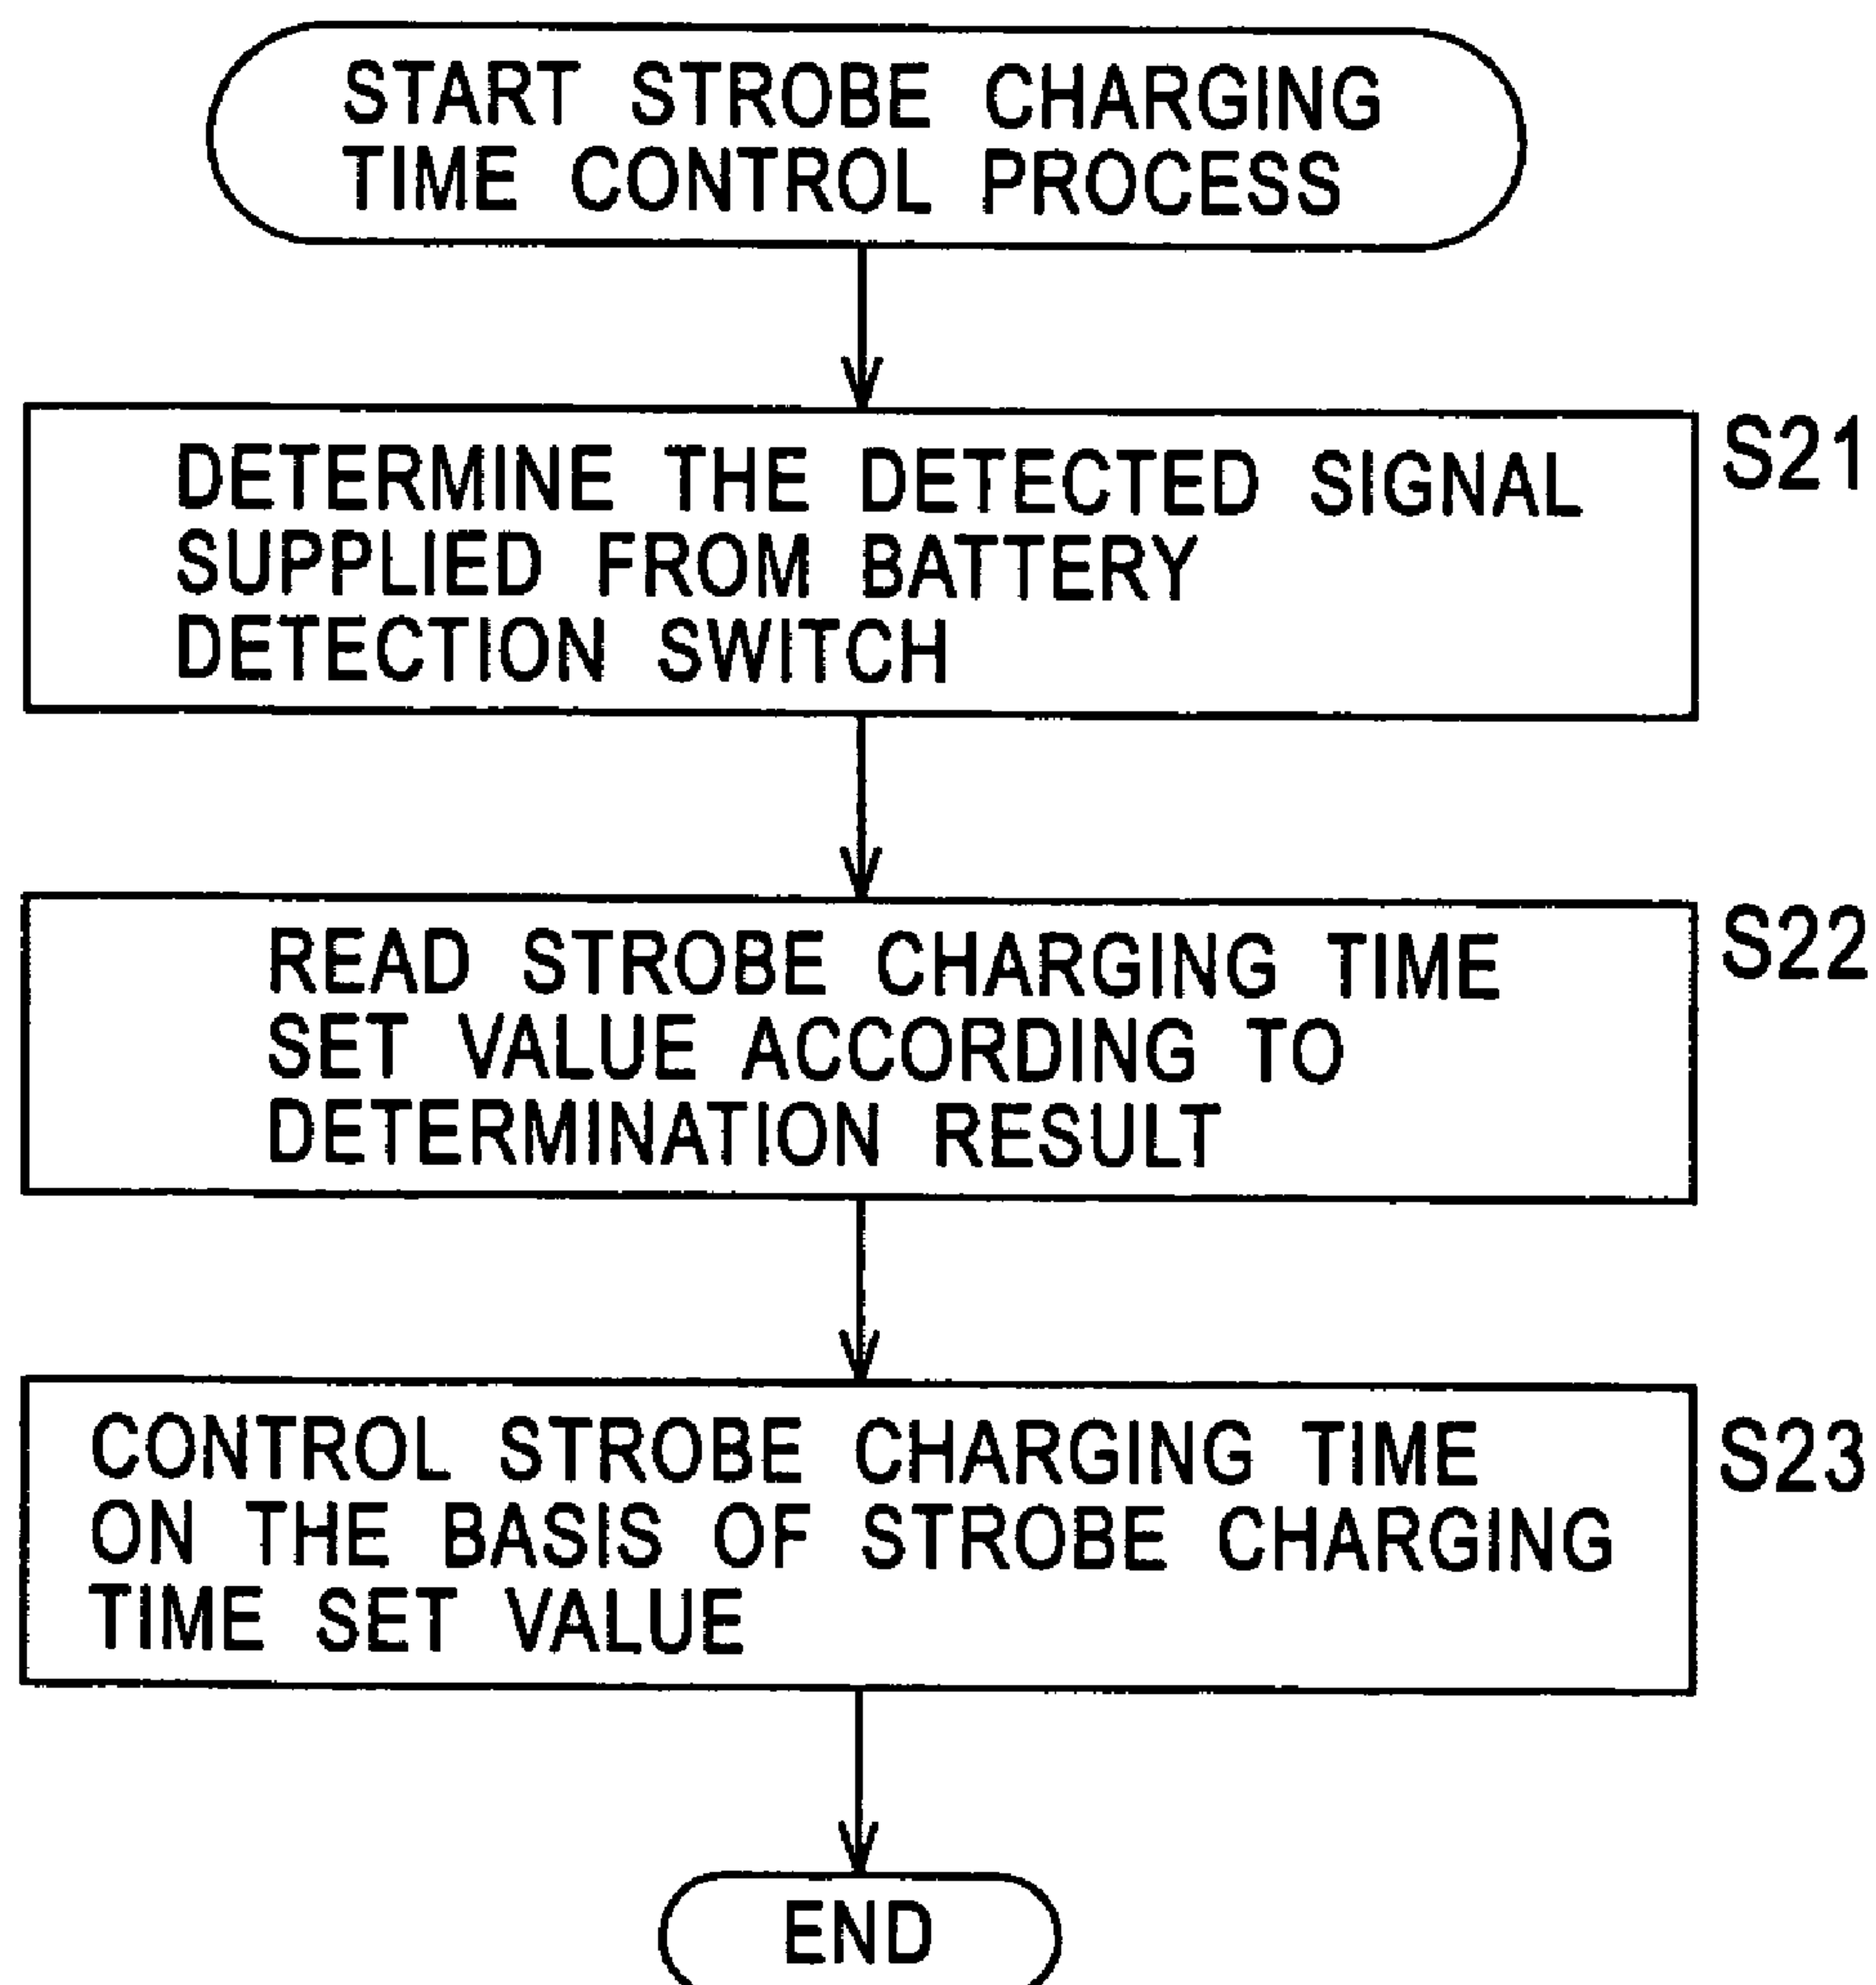 START STROBE CHARGING
TIME CONTROL PROCESS
DETERMINE THE DETECTED SIGNAL
SUPPLIED FROM BATTERY
DETECTION SWITCH
S21
READ STROBE CHARGING TIME
SET VALUE ACCORDING TO
DETERMINATION RESULT
S22
CONTROL STROBE CHARGING TIME
ON THE BASIS OF STROBE CHARGING
TIME SET VALUE
S23
END